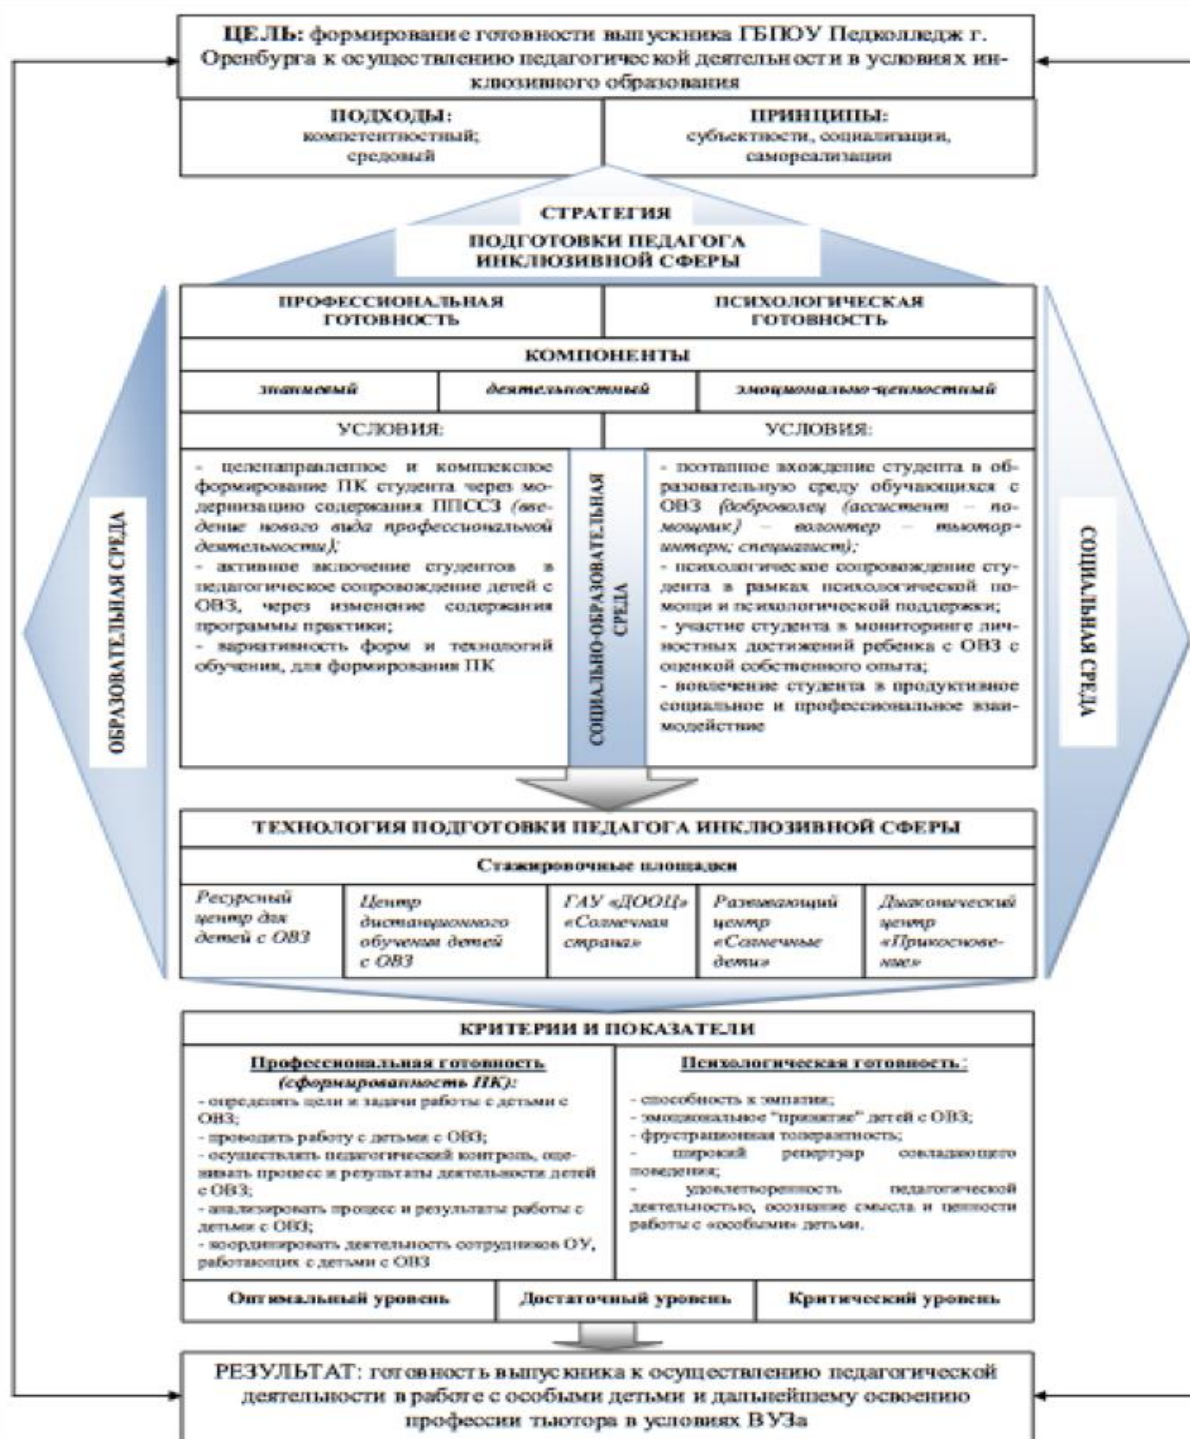 ЦЕЛЬ: формирование готовности выпускника ГБПОУ Педколледж г.
Оренбурга к осуществлению педагогической деятельности в условиях ин-
клюзивного образования
ПОДХОДЫ:
компетентностный;
средовый
ПРИНЦИПЫ:
субъектности, социализации,
самореализации
СТРАТЕГИЯ
ПОДГОТОВКИ ПЕДАГОГА
ИНКЛЮЗИВНОЙ СФЕРЫ
ОБРАЗОВАТЕЛЬНАЯ СРЕДА
ПРОФЕССИОНАЛЬНАЯ
ГОТОВНОСТЬ
ПСИХОЛОГИЧЕСКАЯ
ГОТОВНОСТЬ
КОМПОНЕНТЫ
знаниевый
деятельностный
эмоционально-ценностный
УСЛОВИЯ:
- целенаправленное и комплексное
формирование ПК студента через мо-
дернизацию содержания ППССЗ (вве-
дение нового вида профессиональной
деятельности);
- активное включение студентов в
педагогическое сопровождение детей с
ОВЗ, через изменение содержания
программы практики;
- вариативность форм и технологий
обучения, для формирования ПК
СОЦИАЛЬНО-ОБРАЗОВАТЕЛЬНАЯ
СРЕДА
УСЛОВИЯ:
- поэтапное вхождение студента в об-
разовательную среду обучающихся с
ОВЗ (доброволец (ассистент – по-
мощник) – волонтер – тьютор-
интерн; специалист);
- психологическое сопровождение сту-
дента в рамках психологической по-
мощи и психологической поддержки;
- участие студента в мониторинге лич-
ностных достижений ребенка с ОВЗ с
оценкой собственного опыта;
- вовлечение студента в продуктивное
социальное и профессиональное взаи-
модействие
СОЦИАЛЬНАЯ СРЕДА
ТЕХНОЛОГИЯ ПОДГОТОВКИ ПЕДАГОГА ИНКЛЮЗИВНОЙ СФЕРЫ
Стажировочные площадки
Ресурсный
центр для
детей с ОВЗ
Центр
дистанционного
обучения детей
с ОВЗ
ГАУ «ДООЦ»
«Солнечная
страна»
Развивающий
центр
«Солнечные
дети»
Диаконический
центр
«Прикоснове-
ние»
КРИТЕРИИ И ПОКАЗАТЕЛИ
Профессиональная готовность
(сформированность ПК):
- определять цели и задачи работы с детьми с
ОВЗ;
- проводить работу с детьми с ОВЗ;
- осуществлять педагогический контроль, оце-
нивать процесс и результаты деятельности детей
с ОВЗ;
- анализировать процесс и результаты работы с
детьми с ОВЗ;
- координировать деятельность сотрудников ОУ,
работающих с детьми с ОВЗ
Психологическая готовность:
- способность к эмпатии;
- эмоциональное "принятие" детей с ОВЗ;
- фрустрационная толерантность;
- широкий репертуар совладающего
поведения;
- удовлетворенность педагогической
деятельностью, осознание смысла и ценности
работы с «особыми» детьми.
Оптимальный уровень
Достаточный уровень
Критический уровень
РЕЗУЛЬТАТ: готовность выпускника к осуществлению педагогической
деятельности в работе с особыми детьми и дальнейшему освоению
профессии тьютора в условиях ВУЗа